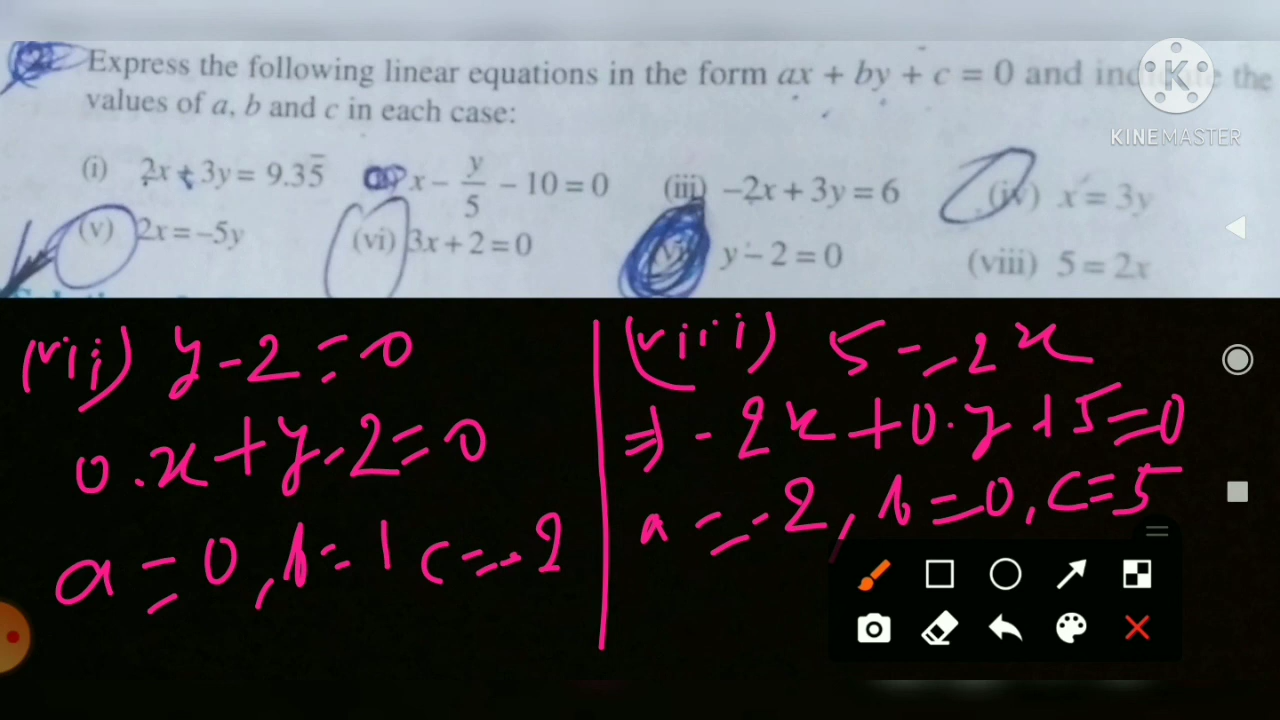 Express the following linear equations in the form ax + by + c = 0 and indicate the
values of a, b and c in each case:
KINEMASTER
(i) 2x + 3y = 9.35̅ x − y/5 − 10 = 0 (iii) −2x + 3y = 6 (iv) x = 3y
(v) 2x = −5y (vi) 3x + 2 = 0 y − 2 = 0 (viii) 5 = 2x
(vii) y - 2 = 0
0.x + y - 2 = 0
a = 0, b = 1 c = -2
(viii) 5 = 2x
⇒ - 2x + 0.y + 5 = 0
a = -2, b = 0, c = 5